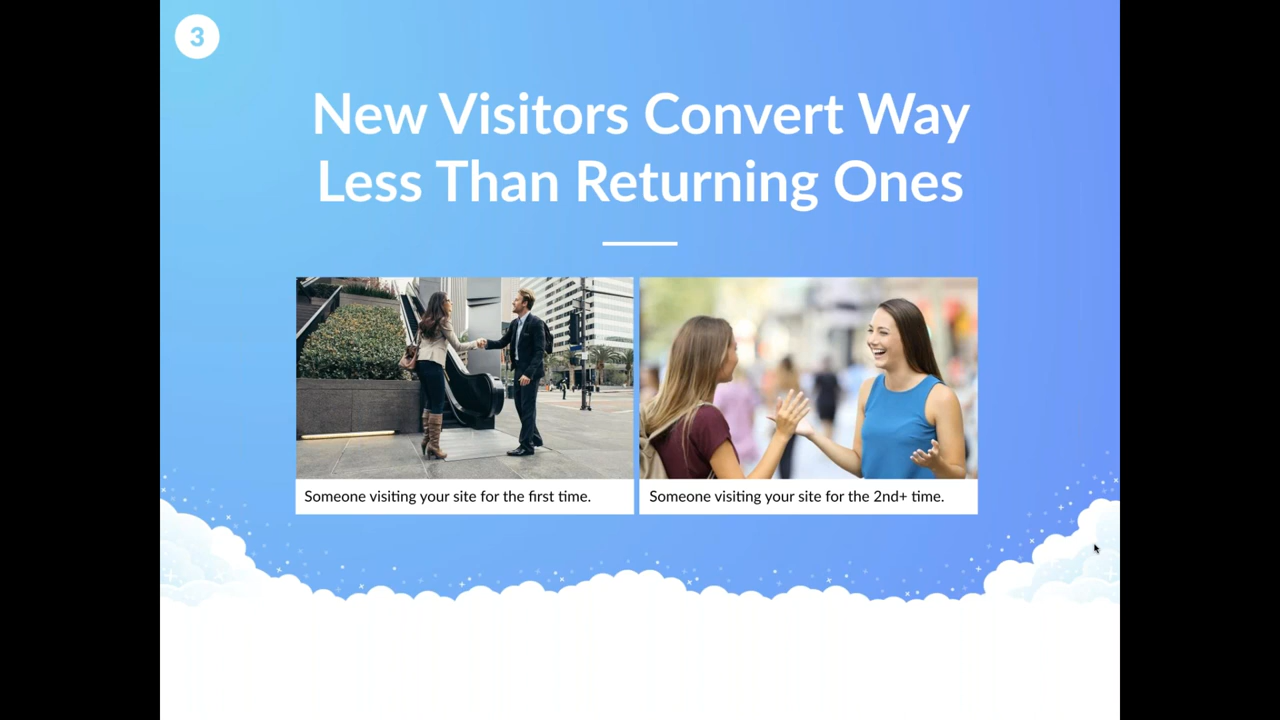 3
New Visitors Convert Way
Less Than Returning Ones
Someone visiting your site for the first time.
Someone visiting your site for the 2nd+ time.